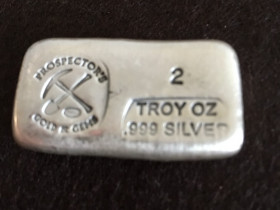 PROSPECTOR'S
GOLD N GEMS
2
TROY OZ
.999 SILVER